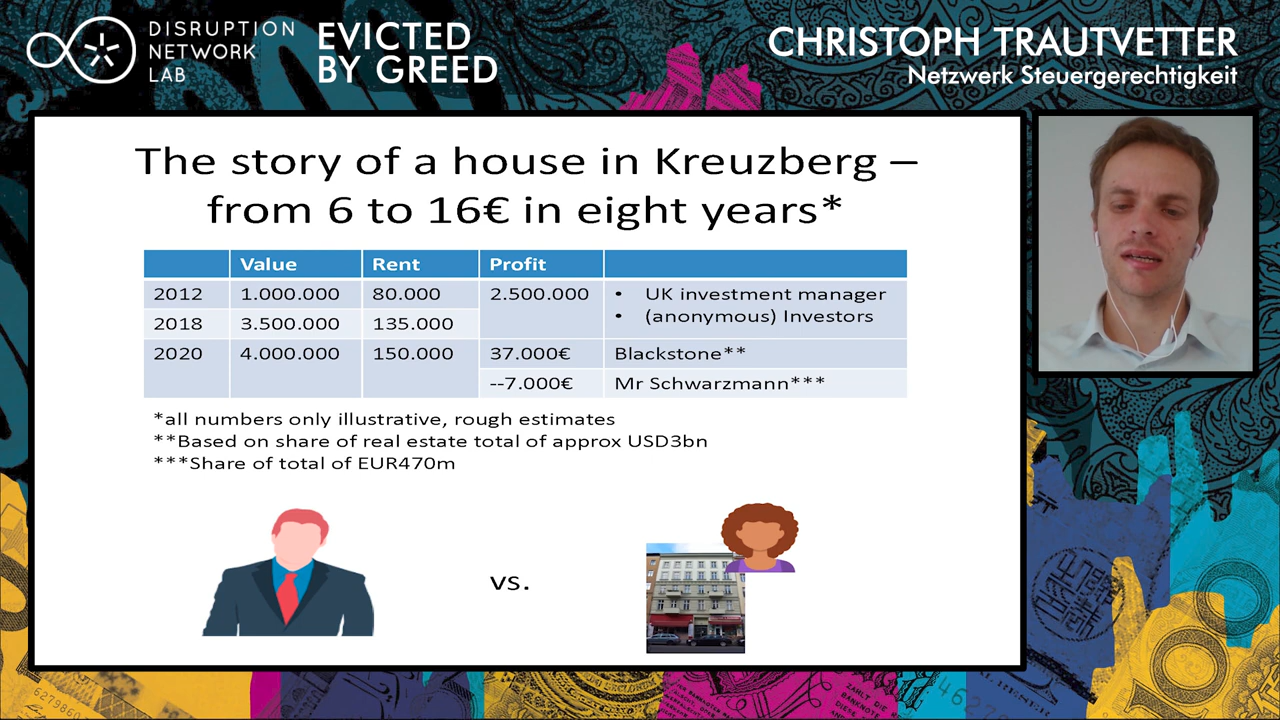 DISRUPTION
NETWORK
LAB
EVICTED
BY GREED
CHRISTOPH TRAUTVETTER
Netzwerk Steuergerechtigkeit
The story of a house in Kreuzberg –
from 6 to 16€ in eight years*
Value Rent Profit
2012 1.000.000 80.000 2.500.000 • UK investment manager
• (anonymous) Investors
2018 3.500.000 135.000
2020 4.000.000 150.000 37.000€ Blackstone**
--7.000€ Mr Schwarzmann***
*all numbers only illustrative, rough estimates
**Based on share of real estate total of approx USD3bn
***Share of total of EUR470m
vs.